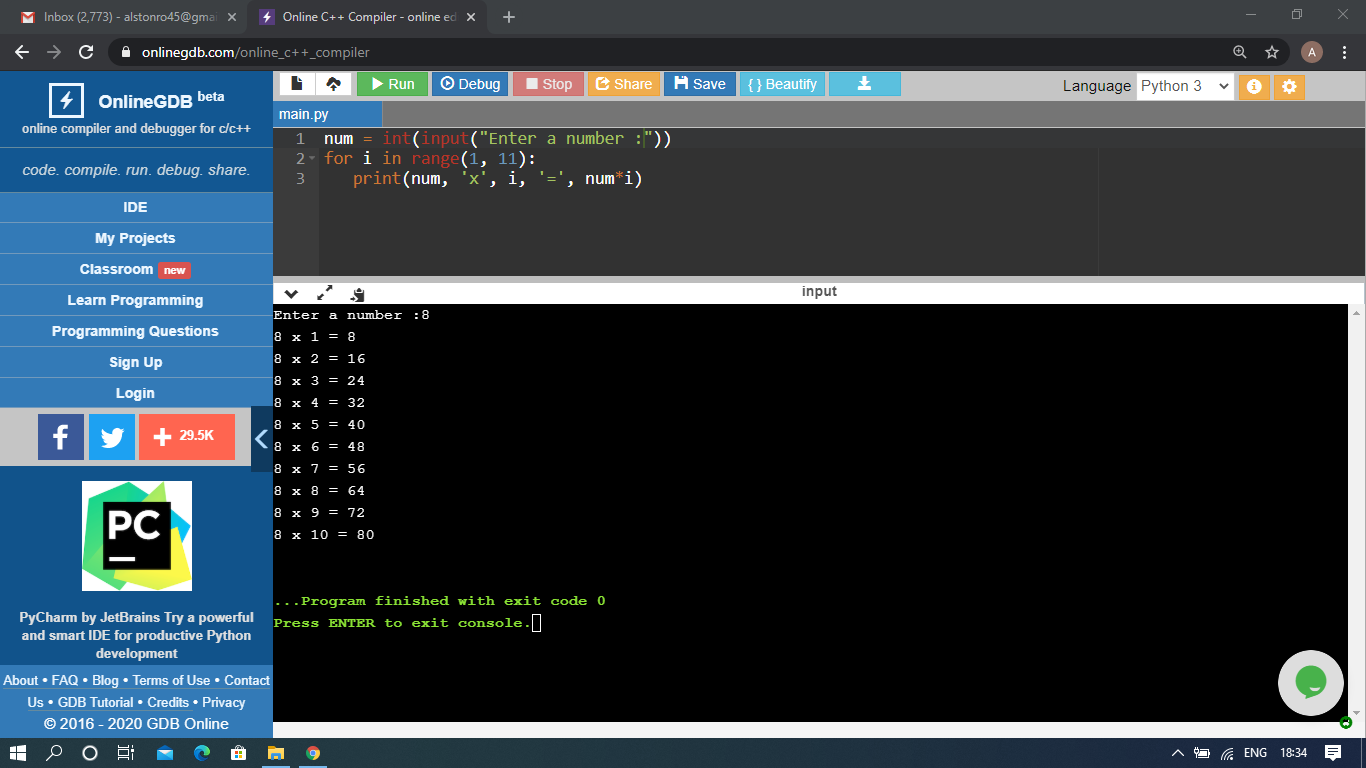 Inbox (2,773) - alstonro45@gmai
Online C++ Compiler - online ed
onlinegdb.com/online_c++_compiler
A
OnlineGDB beta
online compiler and debugger for c/c++
code. compile. run. debug. share.
IDE
My Projects
Classroom new
Learn Programming
Programming Questions
Sign Up
Login
f
29.5K
PC
PyCharm by JetBrains Try a powerful
and smart IDE for productive Python
development
About • FAQ • Blog • Terms of Use • Contact
Us • GDB Tutorial • Credits • Privacy
© 2016 - 2020 GDB Online
Run Debug Stop Share Save { } Beautify
Language Python 3
main.py
1 num = int(input("Enter a number :"))
2 for i in range(1, 11):
3 print(num, 'x', i, '=', num*i)
input
Enter a number :8
8 x 1 = 8
8 x 2 = 16
8 x 3 = 24
8 x 4 = 32
8 x 5 = 40
8 x 6 = 48
8 x 7 = 56
8 x 8 = 64
8 x 9 = 72
8 x 10 = 80
...Program finished with exit code 0
Press ENTER to exit console.
ENG 18:34